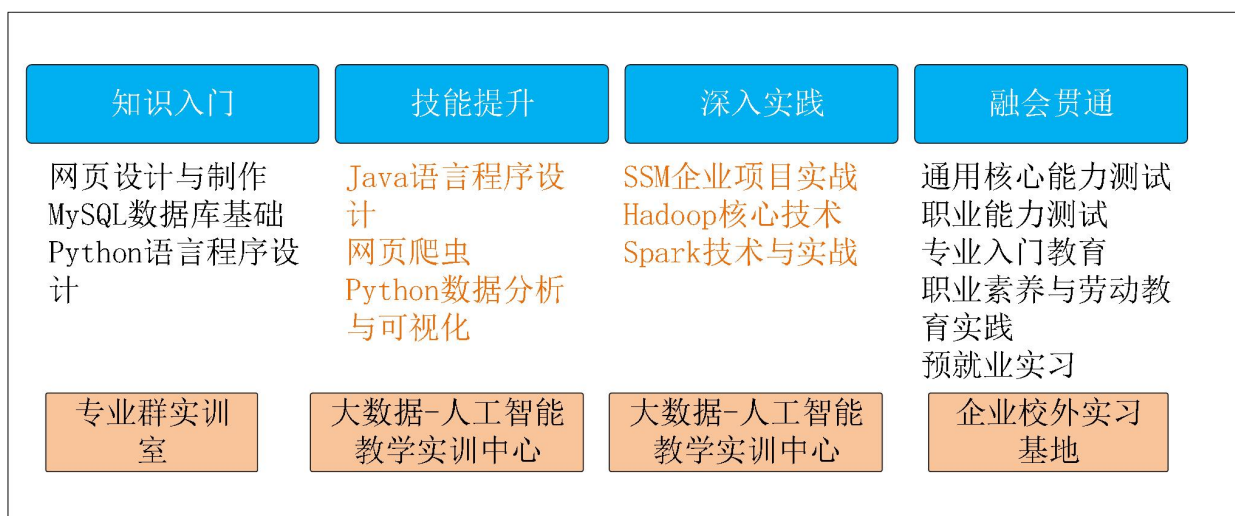 知识入门
技能提升
深入实践
融会贯通
网页设计与制作
MySQL数据库基础
Python语言程序设
计
Java语言程序设
计
网页爬虫
Python数据分析
与可视化
SSM企业项目实战
Hadoop核心技术
Spark技术与实战
通用核心能力测试
职业能力测试
专业入门教育
职业素养与劳动教
育实践
预就业实习
专业群实训
室
大数据-人工智能
教学实训中心
大数据-人工智能
教学实训中心
企业校外实习
基地